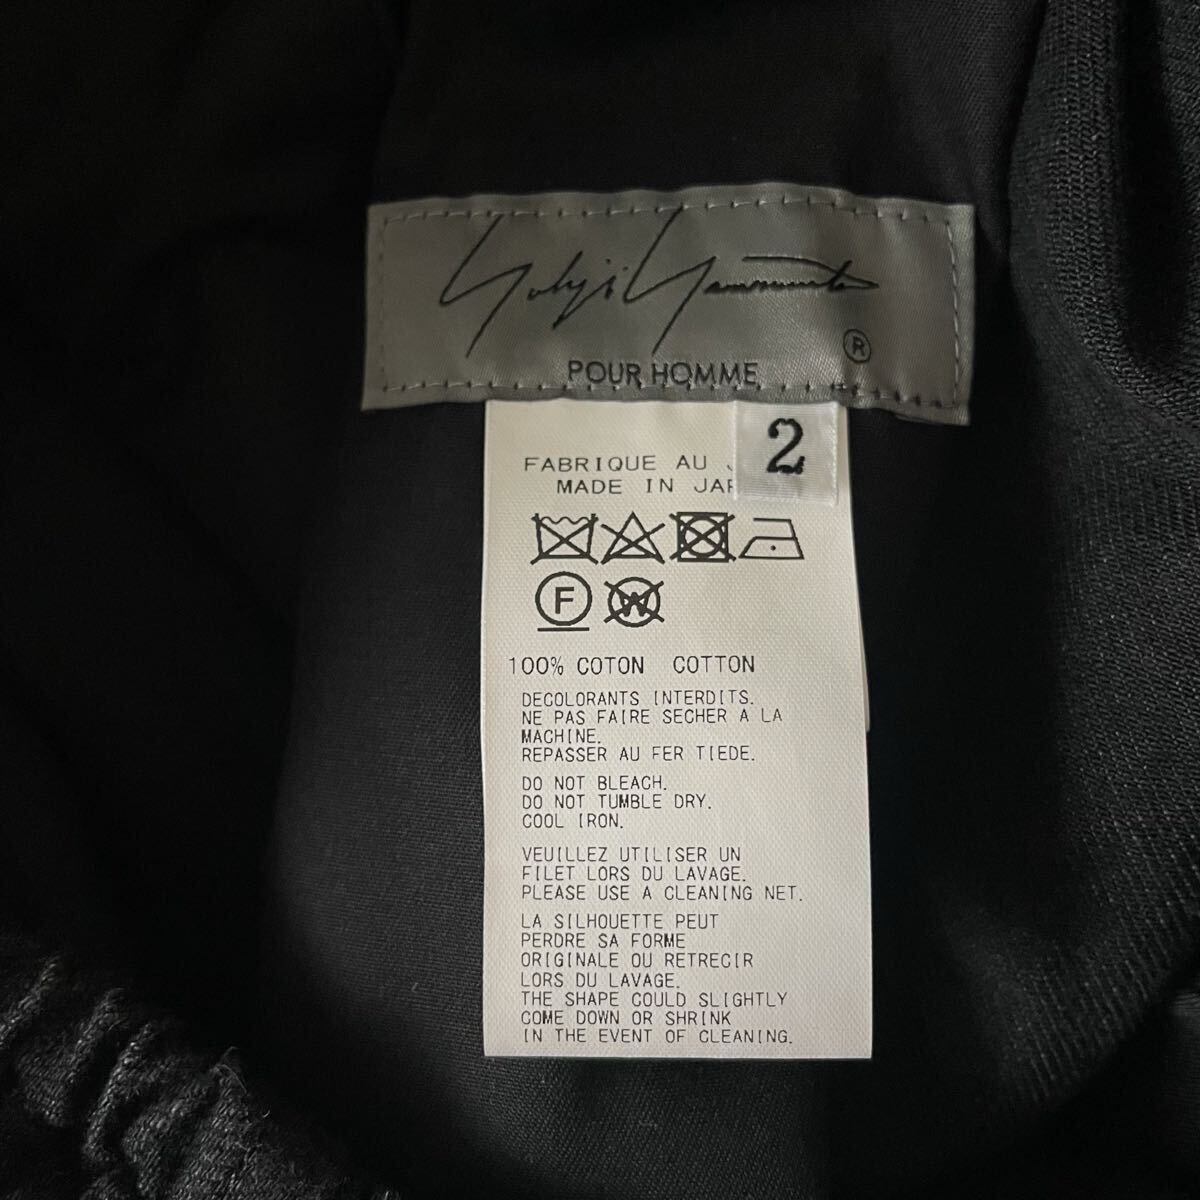 Yohji Yamamoto
®
POUR HOMME
2
FABRIQUE AU
MADE IN JAP
F
W
100% COTON COTTON
DECOLORANTS INTERDITS.
NE PAS FAIRE SECHER A LA
MACHINE.
REPASSER AU FER TIEDE.
DO NOT BLEACH.
DO NOT TUMBLE DRY.
COOL IRON.
VEUILLEZ UTILISER UN
FILET LORS DU LAVAGE.
PLEASE USE A CLEANING NET.
LA SILHOUETTE PEUT
PERDRE SA FORME
ORIGINALE OU RETRECIR
LORS DU LAVAGE.
THE SHAPE COULD SLIGHTLY
COME DOWN OR SHRINK
IN THE EVENT OF CLEANING.